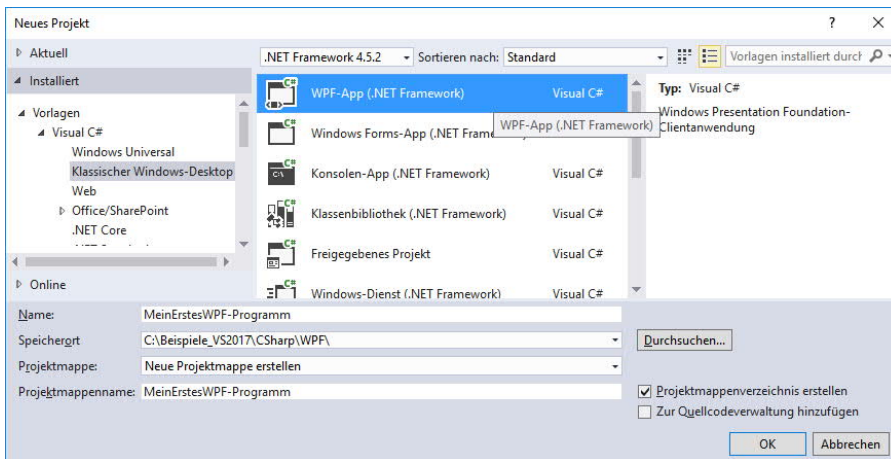 Neues Projekt
Aktuell
.NET Framework 4.5.2
Sortieren nach: Standard
Vorlagen installiert durch
Installiert
Vorlagen
Visual C#
Windows Universal
Klassischer Windows-Desktop
Web
Office/SharePoint
.NET Core
Online
WPF-App (.NET Framework) Visual C#
WPF-App (.NET Framework)
Windows Forms-App (.NET Frame
Konsolen-App (.NET Framework) Visual C#
Klassenbibliothek (.NET Framework) Visual C#
Freigegebenes Projekt Visual C#
Windows-Dienst (.NET Framework) Visual C#
Typ: Visual C#
Windows Presentation Foundation-
Clientanwendung
Name: MeinErstesWPF-Programm
Speicherort C:\Beispiele_VS2017\CSharp\WPF\
Durchsuchen...
Projektmappe: Neue Projektmappe erstellen
Projektmappenname: MeinErstesWPF-Programm
Projektmappenverzeichnis erstellen
Zur Quellcodeverwaltung hinzufügen
OK
Abbrechen